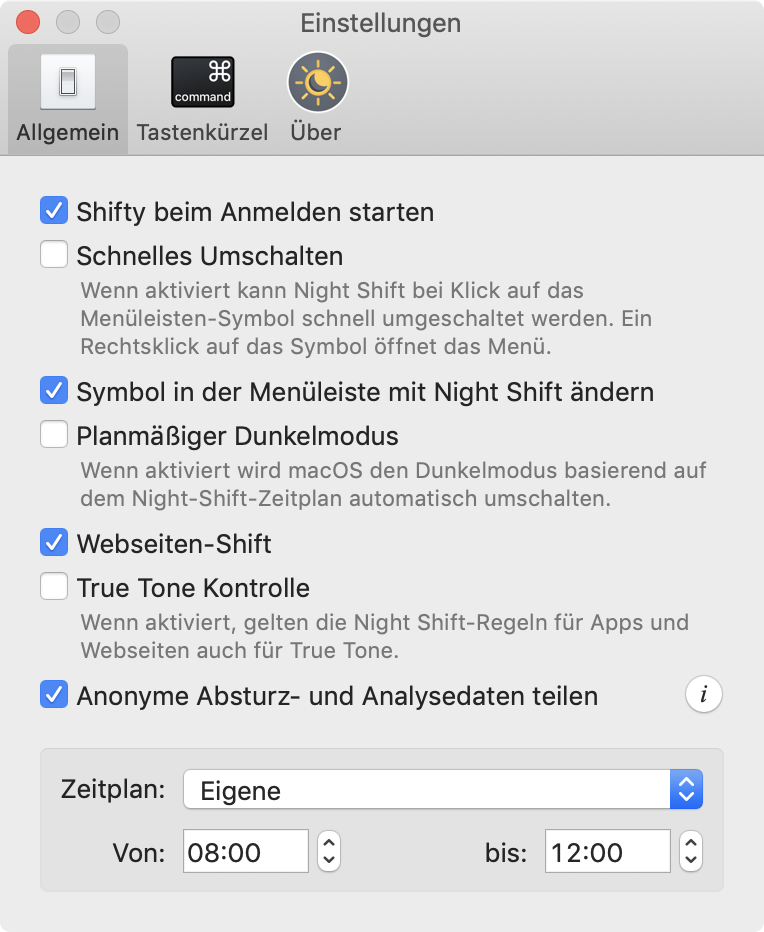 Einstellungen
⌘
command
Allgemein Tastenkürzel Über
Shifty beim Anmelden starten
Schnelles Umschalten
Wenn aktiviert kann Night Shift bei Klick auf das
Menüleisten-Symbol schnell umgeschaltet werden. Ein
Rechtsklick auf das Symbol öffnet das Menü.
Symbol in der Menüleiste mit Night Shift ändern
Planmäßiger Dunkelmodus
Wenn aktiviert wird macOS den Dunkelmodus basierend auf
dem Night-Shift-Zeitplan automatisch umschalten.
Webseiten-Shift
True Tone Kontrolle
Wenn aktiviert, gelten die Night Shift-Regeln für Apps und
Webseiten auch für True Tone.
Anonyme Absturz- und Analysedaten teilen i
Zeitplan: Eigene
Von: 08:00 bis: 12:00